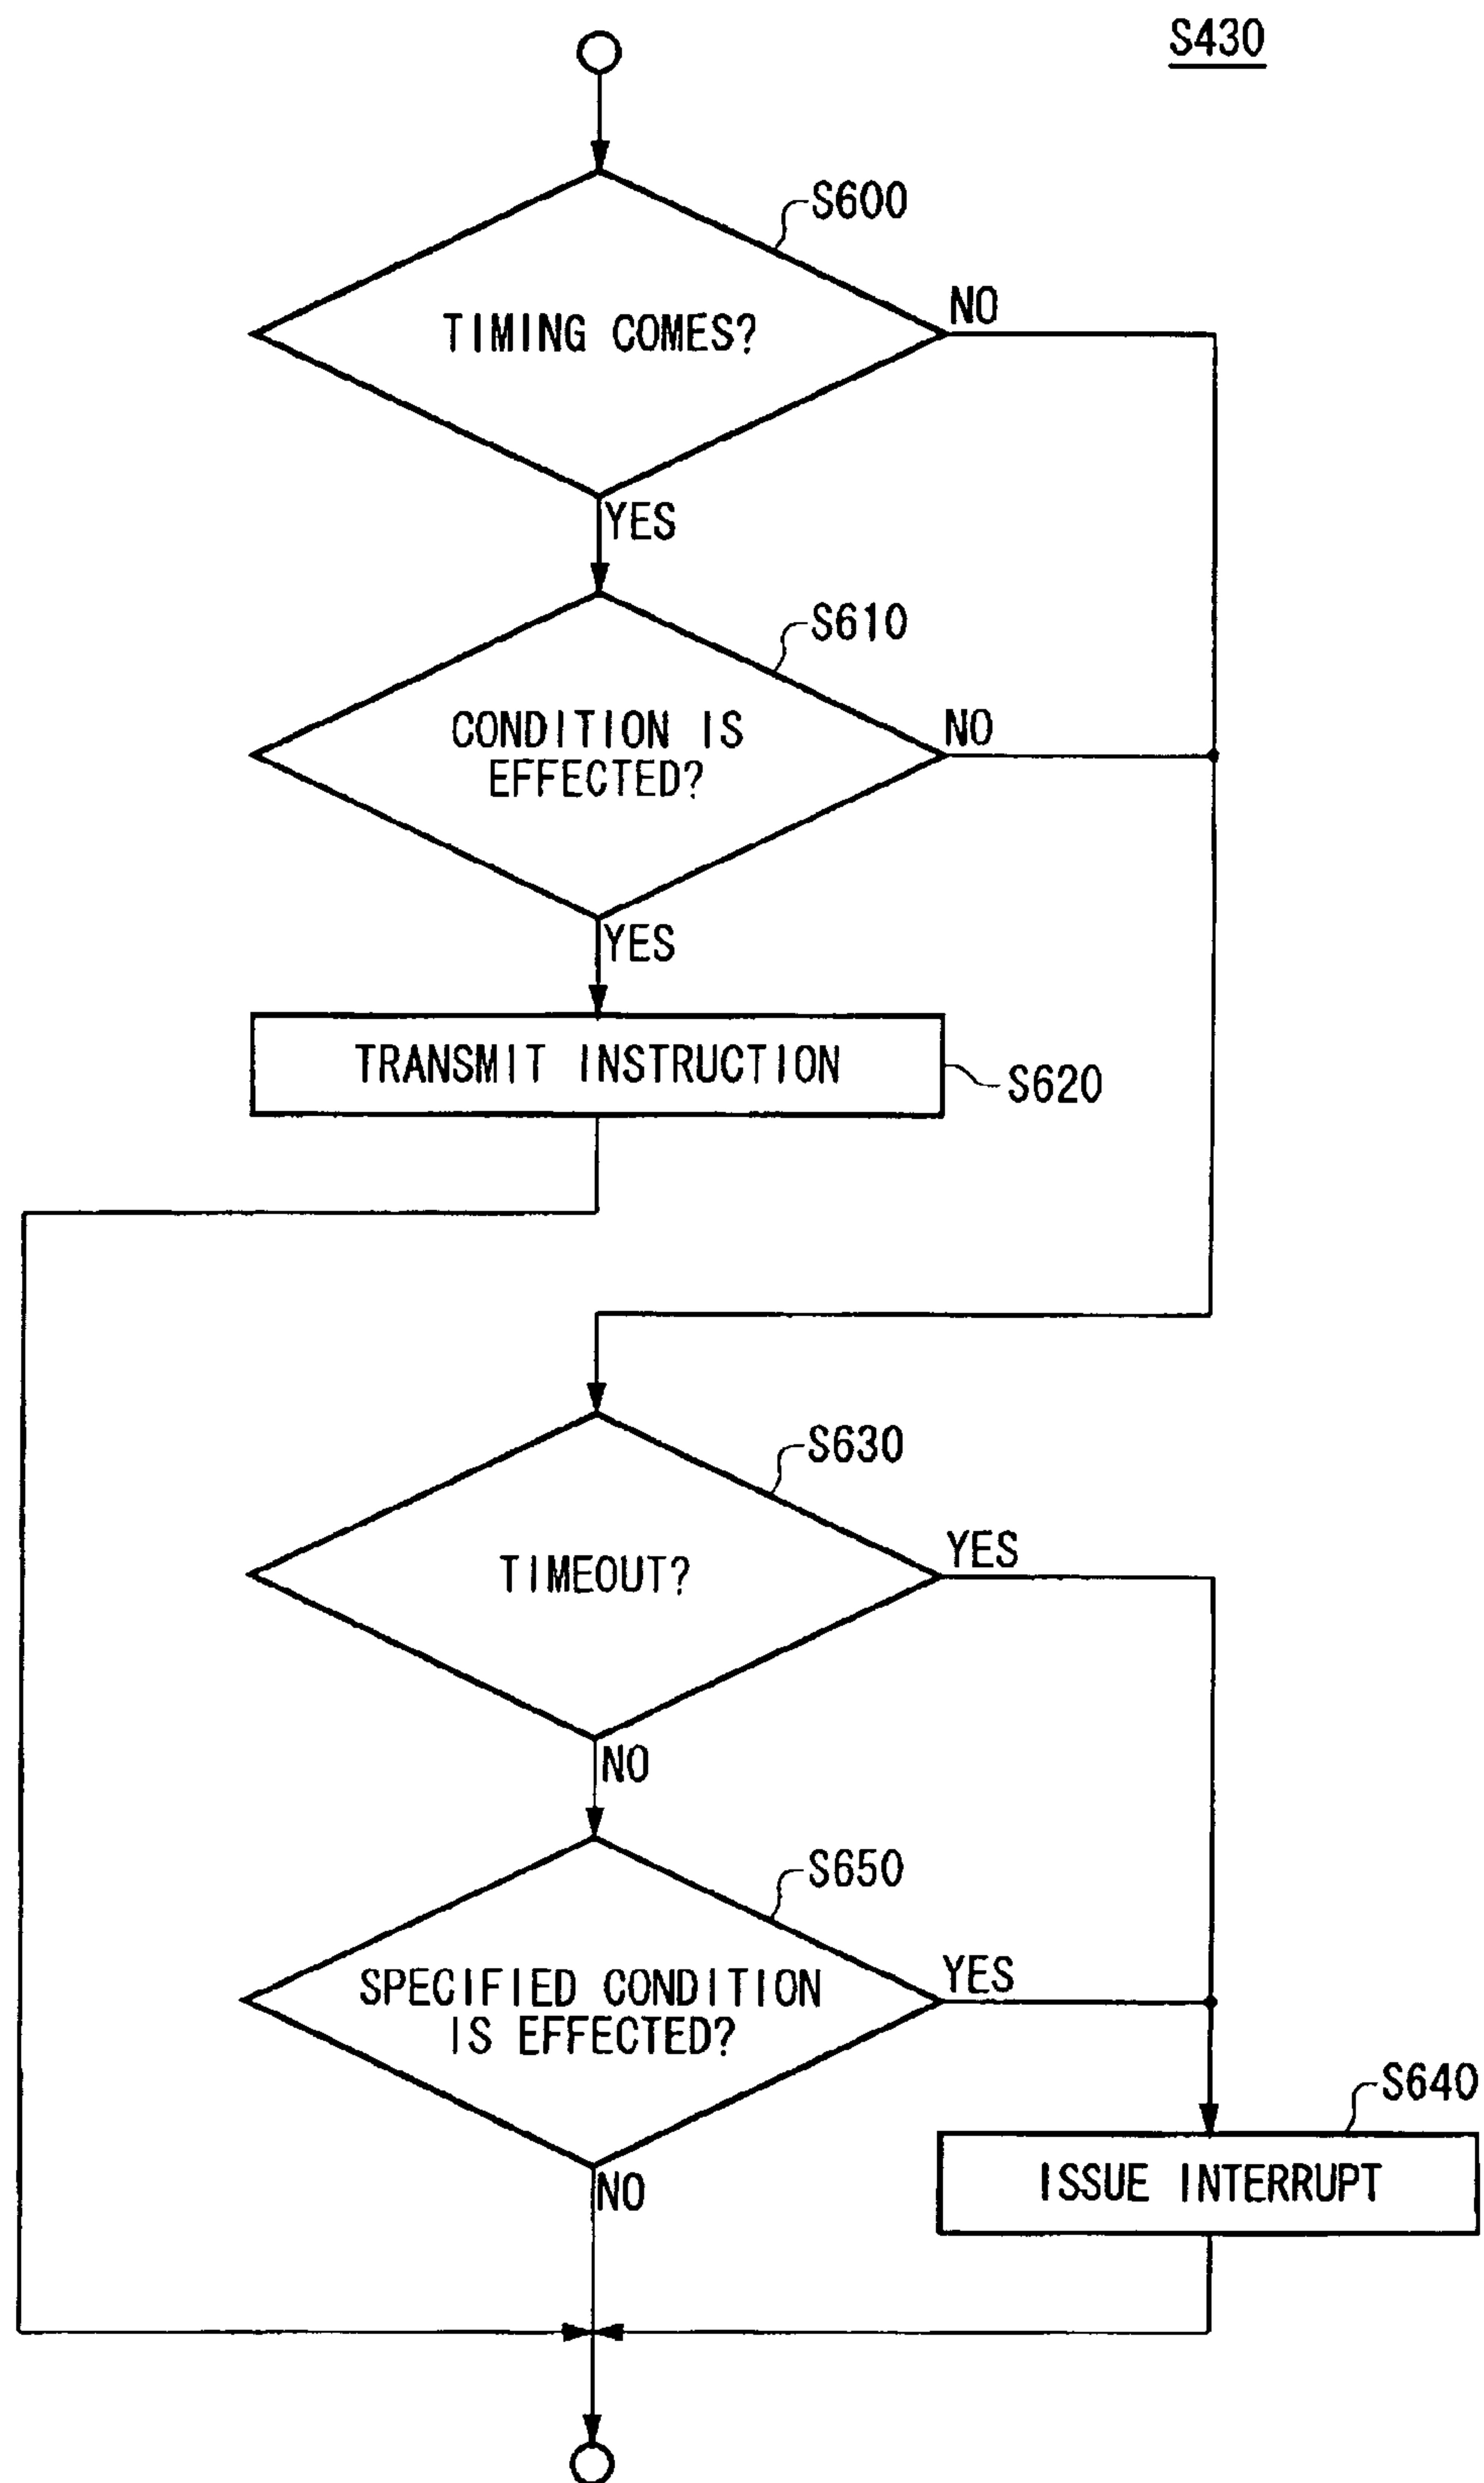 S430
S600
TIMING COMES?
NO
YES
S610
CONDITION IS
EFFECTED?
NO
YES
TRANSMIT INSTRUCTION
S620
S630
TIMEOUT?
YES
NO
S650
SPECIFIED CONDITION
IS EFFECTED?
YES
NO
S640
ISSUE INTERRUPT